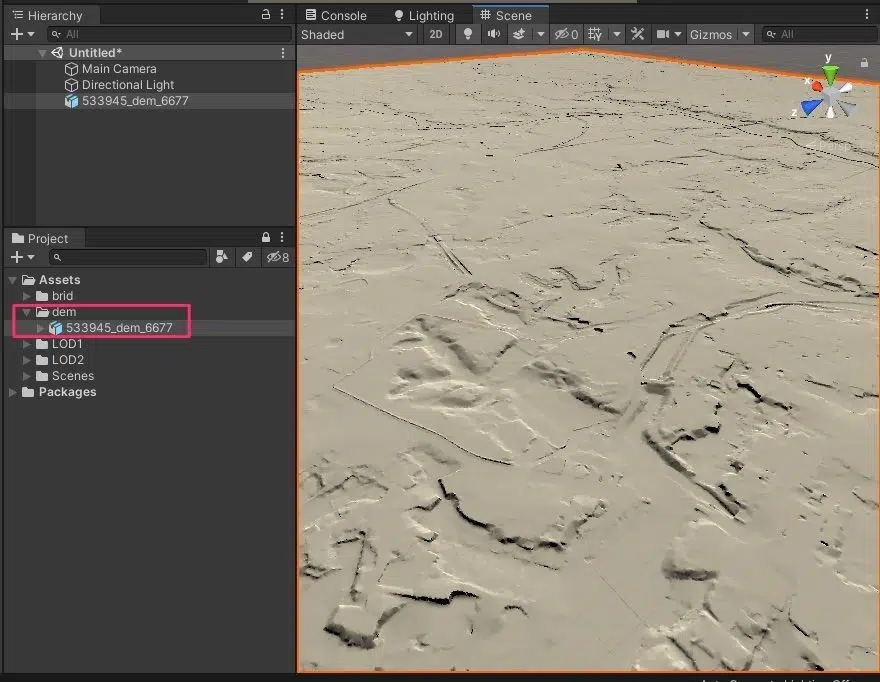 Hierarchy
All
Untitled*
Main Camera
Directional Light
533945_dem_6677
Project
8
Assets
brid
dem
533945_dem_6677
LOD1
LOD2
Scenes
Packages
Console Lighting Scene
Shaded 2D 0 Gizmos All
y
x
z
Persp